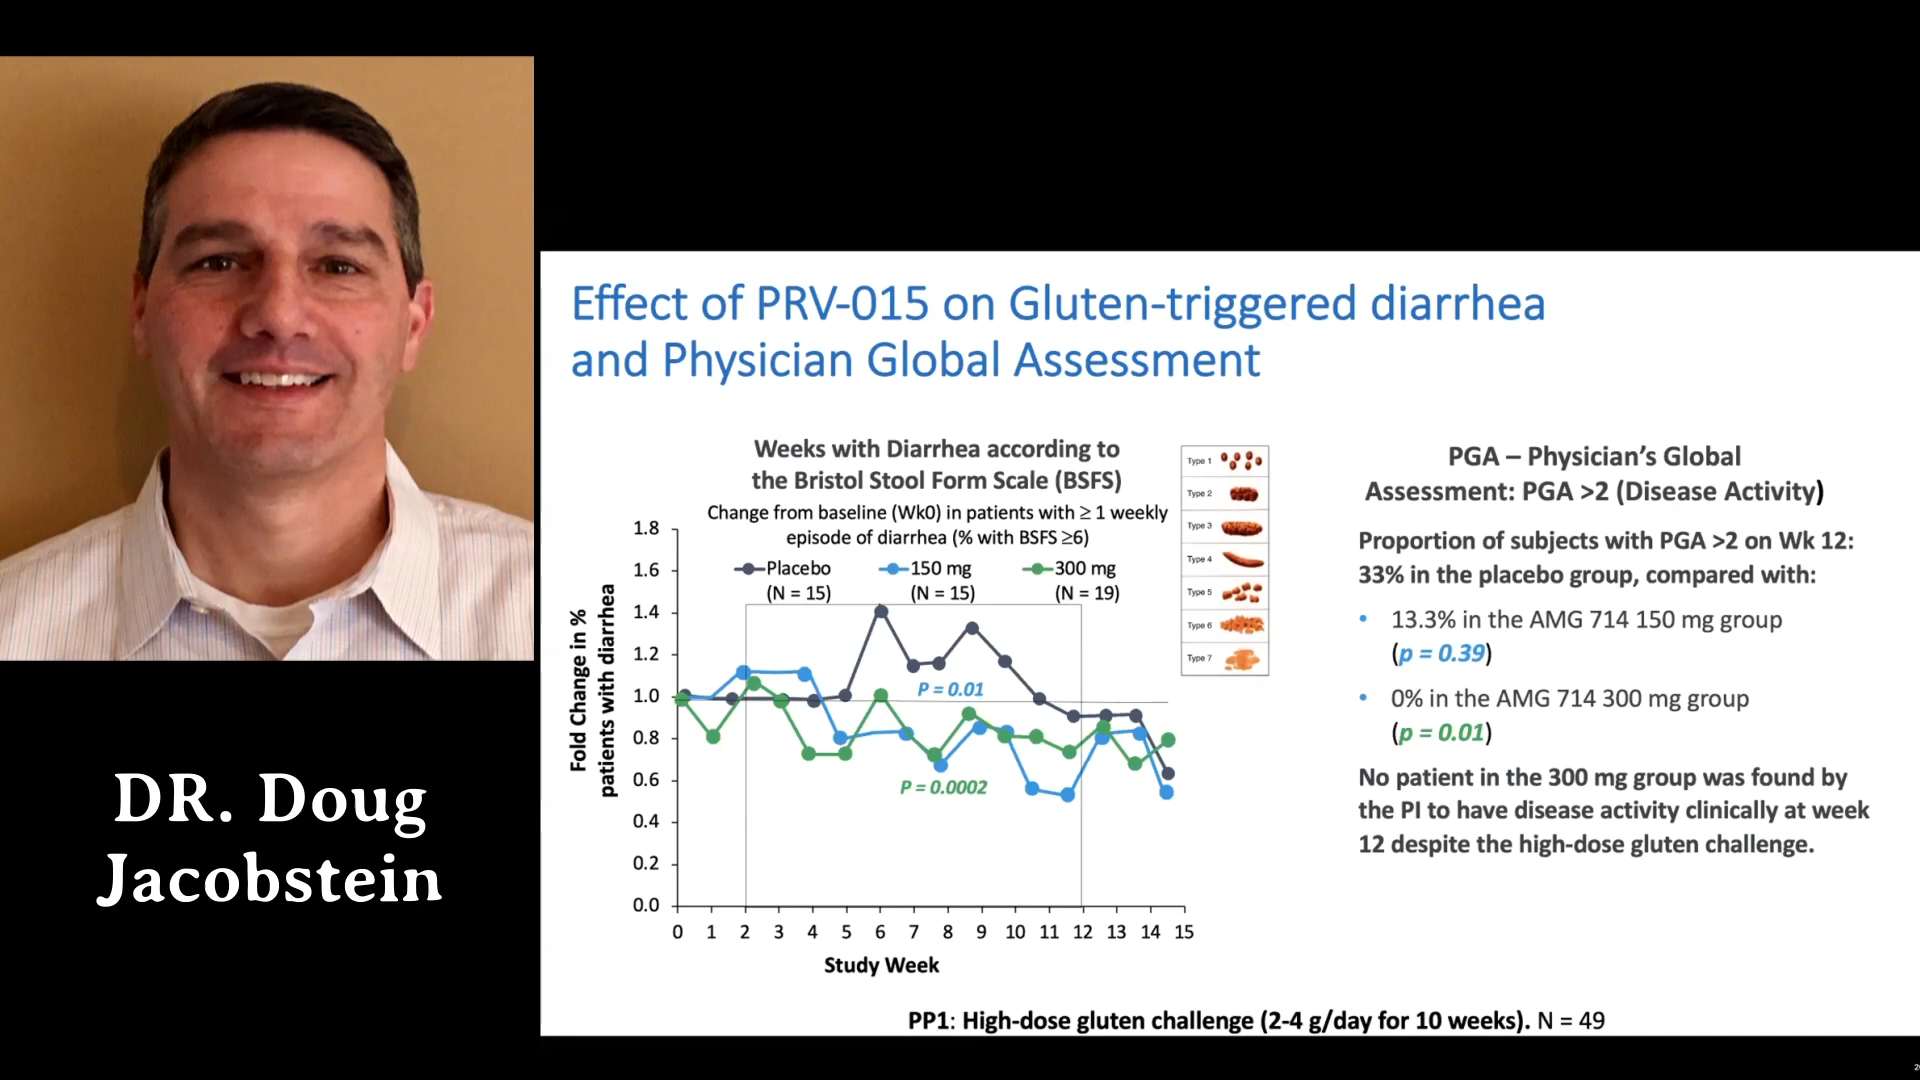 DR. Doug
Jacobstein
Effect of PRV-015 on Gluten-triggered diarrhea
and Physician Global Assessment
Weeks with Diarrhea according to
the Bristol Stool Form Scale (BSFS)
Change from baseline (Wk0) in patients with ≥ 1 weekly
episode of diarrhea (% with BSFS ≥6)
Placebo
(N = 15)
150 mg
(N = 15)
300 mg
(N = 19)
Fold Change in %
patients with diarrhea
1.8
1.6
1.4
1.2
1.0
0.8
0.6
0.4
0.2
0.0
P = 0.01
P = 0.0002
0 1 2 3 4 5 6 7 8 9 10 11 12 13 14 15
Study Week
Type 1
Type 2
Type 3
Type 4
Type 5
Type 6
Type 7
PGA – Physician’s Global
Assessment: PGA >2 (Disease Activity)
Proportion of subjects with PGA >2 on Wk 12:
33% in the placebo group, compared with:
• 13.3% in the AMG 714 150 mg group
(p = 0.39)
• 0% in the AMG 714 300 mg group
(p = 0.01)
No patient in the 300 mg group was found by
the PI to have disease activity clinically at week
12 despite the high-dose gluten challenge.
PP1: High-dose gluten challenge (2-4 g/day for 10 weeks). N = 49